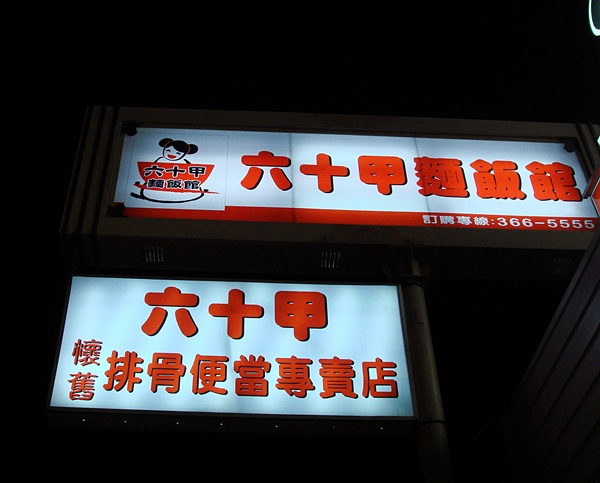 六十甲
麵飯館
六十甲麵飯館
訂購專線:366-5555
六十甲
懷舊
排骨便當專賣店